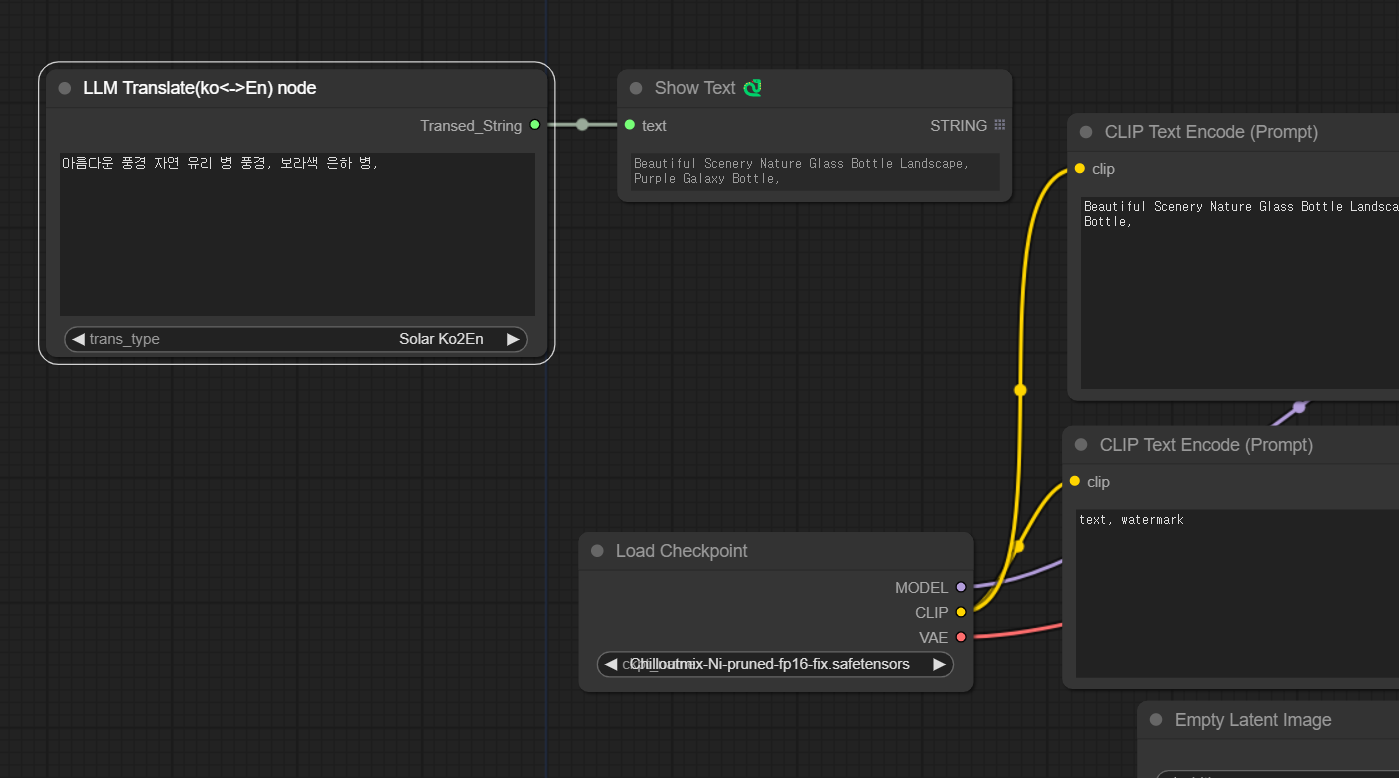 LLM Translate(ko<->En) node
Transed_String
아름다운 풍경 자연 유리 병 풍경, 보라색 은하 병,
trans_type
Solar Ko2En
Show Text
text
STRING
Beautiful Scenery Nature Glass Bottle Landscape,
Purple Galaxy Bottle,
CLIP Text Encode (Prompt)
clip
Beautiful Scenery Nature Glass Bottle Landsca
Bottle,
CLIP Text Encode (Prompt)
clip
text, watermark
Load Checkpoint
MODEL
CLIP
VAE
Chilloutmix-Ni-pruned-fp16-fix.safetensors
Empty Latent Image